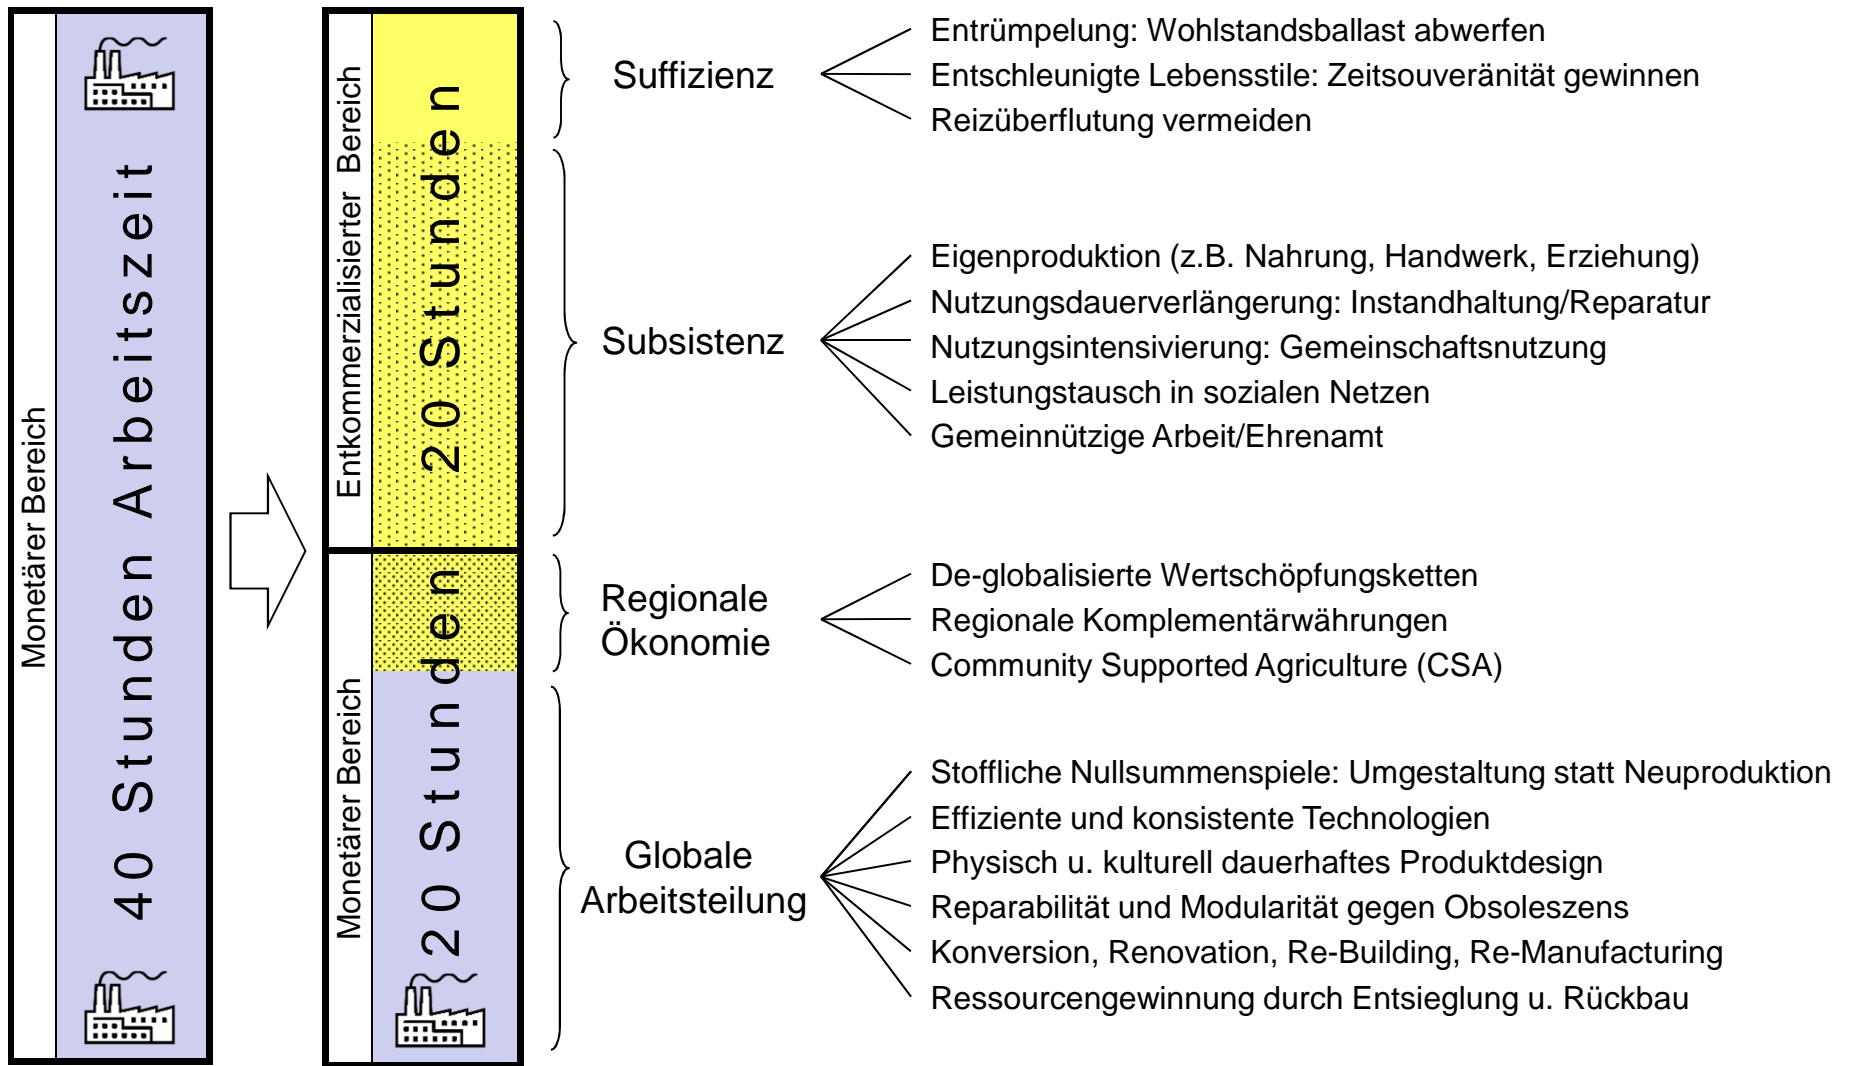 Monetärer Bereich
40 Stunden Arbeitszeit
Entkommerzialisierter Bereich
20 Stunden
Monetärer Bereich
20 Stunden
Suffizienz
Entrümpelung: Wohlstandsballast abwerfen
Entschleunigte Lebensstile: Zeitsouveränität gewinnen
Reizüberflutung vermeiden
Subsistenz
Eigenproduktion (z.B. Nahrung, Handwerk, Erziehung)
Nutzungsdauerverlängerung: Instandhaltung/Reparatur
Nutzungsintensivierung: Gemeinschaftsnutzung
Leistungstausch in sozialen Netzen
Gemeinnützige Arbeit/Ehrenamt
Regionale
Ökonomie
De-globalisierte Wertschöpfungsketten
Regionale Komplementärwährungen
Community Supported Agriculture (CSA)
Globale
Arbeitsteilung
Stoffliche Nullsummenspiele: Umgestaltung statt Neuproduktion
Effiziente und konsistente Technologien
Physisch u. kulturell dauerhaftes Produktdesign
Reparabilität und Modularität gegen Obsoleszens
Konversion, Renovation, Re-Building, Re-Manufacturing
Ressourcengewinnung durch Entsieglung u. Rückbau